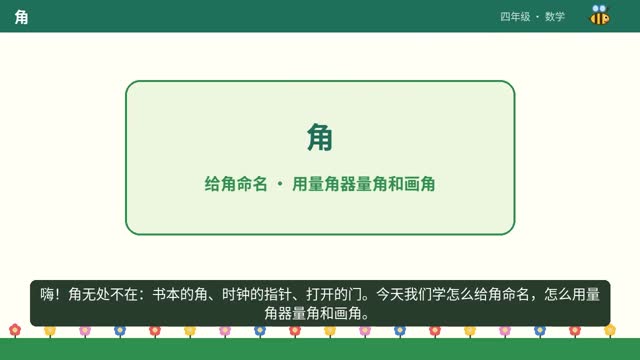 角
四年级 · 数学
角
给角命名 · 用量角器量角和画角
嗨！角无处不在：书本的角、时钟的指针、打开的门。今天我们学怎么给角命名，怎么用量
角器量角和画角。